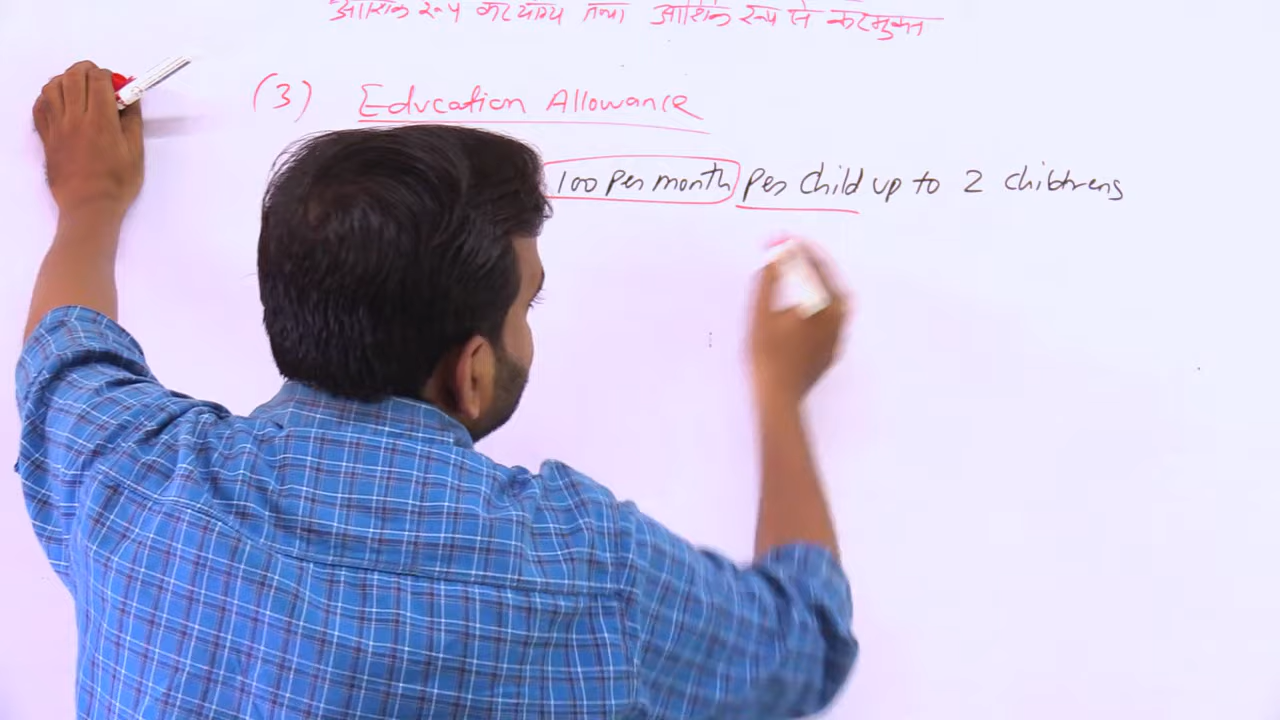 आंशिक रूप करयोग्य तथा आंशिक रूप से करमुक्त
(3) Education Allowance
100 per month per child up to 2 childrens